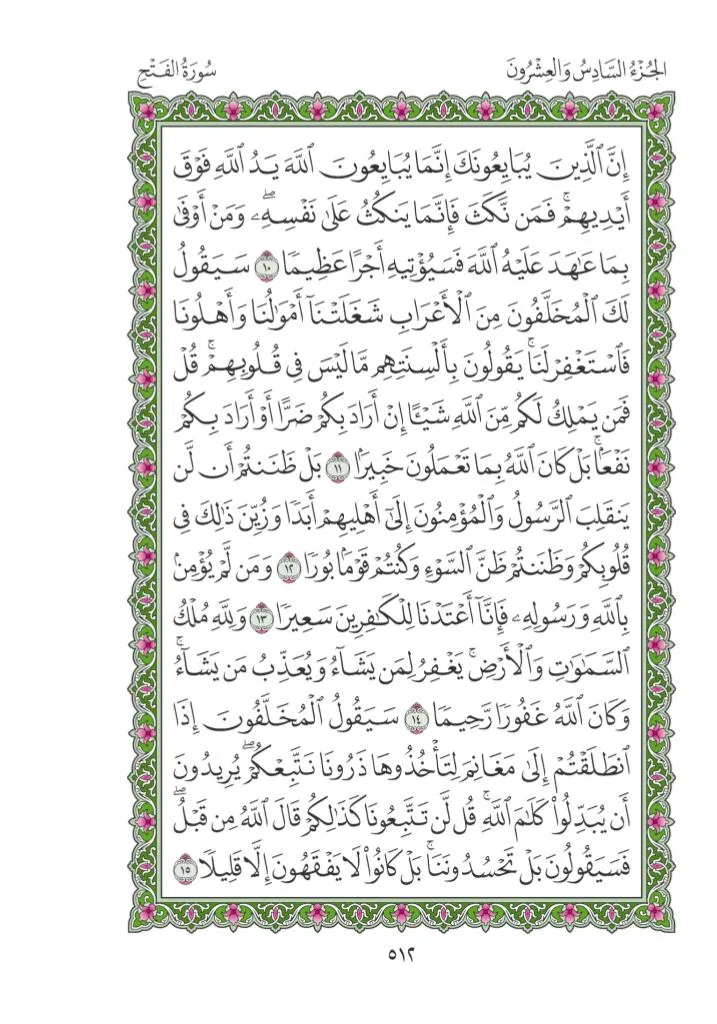 الجُزْءُ السَّادِسُ وَالعِشْرُونَ
سُورَةُ الفَتْحِ
إِنَّ ٱلَّذِينَ يُبَايِعُونَكَ إِنَّمَا يُبَايِعُونَ ٱللَّهَ يَدُ ٱللَّهِ فَوْقَ
أَيْدِيهِمْۚ فَمَن نَّكَثَ فَإِنَّمَا يَنكُثُ عَلَىٰ نَفْسِهِۦۖ وَمَنْ أَوْفَىٰ
بِمَا عَٰهَدَ عَلَيْهُ ٱللَّهَ فَسَيُؤْتِيهِ أَجْرًا عَظِيمٗا ١٠ سَيَقُولُ
لَكَ ٱلْمُخَلَّفُونَ مِنَ ٱلْأَعْرَابِ شَغَلَتْنَآ أَمْوَٰلُنَا وَأَهْلُونَا
فَٱسْتَغْفِرْ لَنَاۚ يَقُولُونَ بِأَلْسِنَتِهِم مَّا لَيْسَ فِي قُلُوبِهِمْۚ قُلْ
فَمَن يَمْلِكُ لَكُم مِّنَ ٱللَّهِ شَيْـًٔا إِنْ أَرَادَ بِكُمْ ضَرًّا أَوْ أَرَادَ بِكُمْ
نَفْعَۢاۚ بَلْ كَانَ ٱللَّهُ بِمَا تَعْمَلُونَ خَبِيرَۢا ١١ بَلْ ظَنَنتُمْ أَن لَّن
يَنقَلِبَ ٱلرَّسُولُ وَٱلْمُؤْمِنُونَ إِلَىٰٓ أَهْلِيهِمْ أَبَدٗا وَزُيِّنَ ذَٰلِكَ فِي
قُلُوبِكُمْ وَظَنَنتُمْ ظَنَّ ٱلسَّوْءِ وَكُنتُمْ قَوْمَۢا بُورٗا ١٢ وَمَن لَّمْ يُؤْمِنۢ
بِٱللَّهِ وَرَسُولِهِۦ فَإِنَّآ أَعْتَدْنَا لِلْكَٰفِرِينَ سَعِيرٗا ١٣ وَلِلَّهِ مُلْكُ
ٱلسَّمَٰوَٰتِ وَٱلْأَرْضِۚ يَغْفِرُ لِمَن يَشَآءُ وَيُعَذِّبُ مَن يَشَآءُۚ
وَكَانَ ٱللَّهُ غَفُورٗا رَّحِيمٗا ١٤ سَيَقُولُ ٱلْمُخَلَّفُونَ إِذَا
ٱنطَلَقْتُمْ إِلَىٰ مَغَانِمَ لِتَأْخُذُوهَا ذَرُونَا نَتَّبِعْكُمْۖ يُرِيدُونَ
أَن يُبَدِّلُوا۟ كَلَٰمَ ٱللَّهِۚ قُل لَّن تَتَّبِعُونَا كَذَٰلِكُمْ قَالَ ٱللَّهُ مِن قَبْلُۖ
فَسَيَقُولُونَ بَلْ تَحْسُدُونَنَاۚ بَلْ كَانُوا۟ لَا يَفْقَهُونَ إِلَّا قَلِيلٗا ١٥
٥١٢